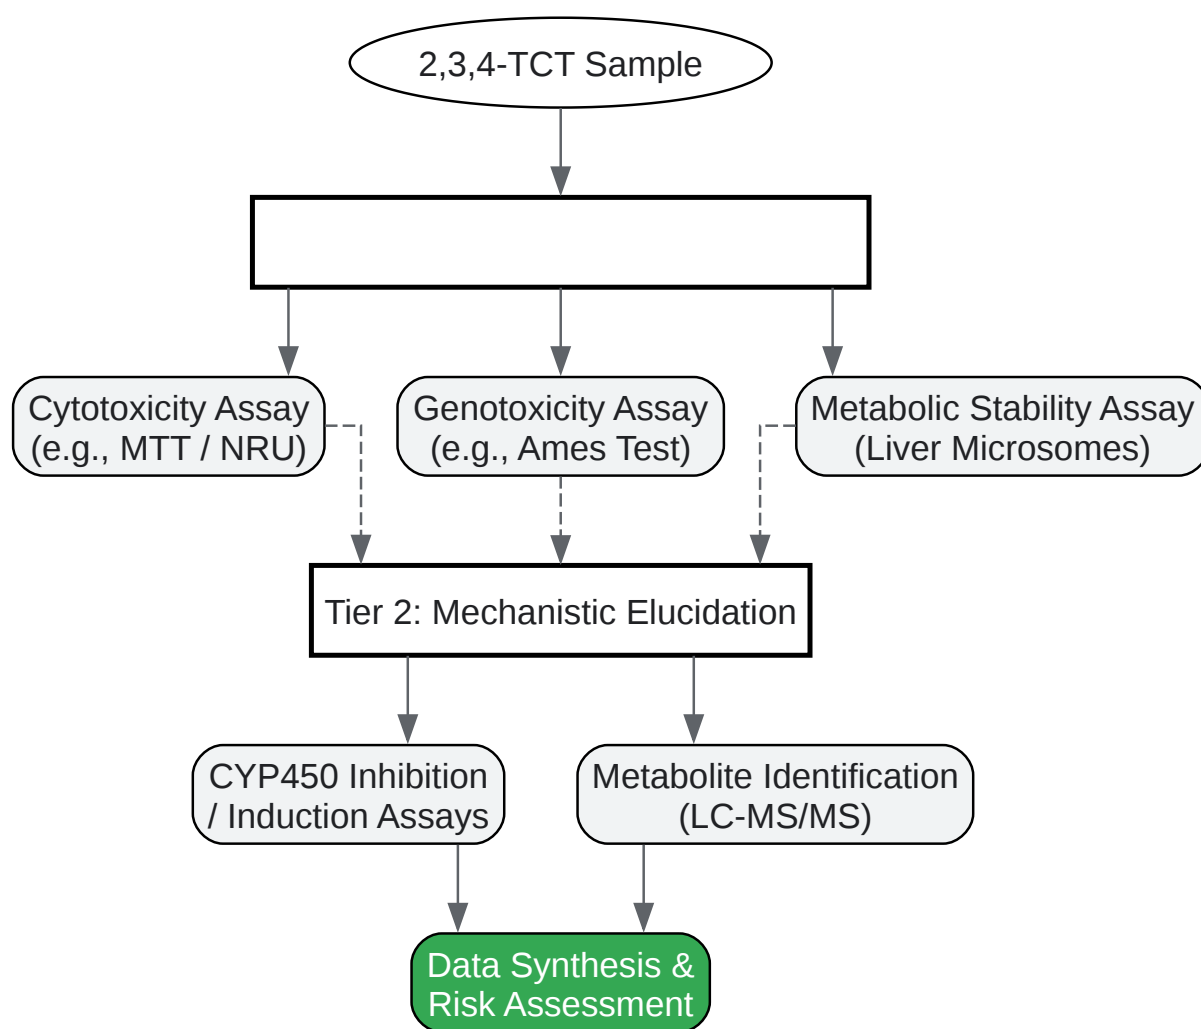 2,3,4-TCT Sample
Cytotoxicity Assay
(e.g., MTT / NRU)
Genotoxicity Assay
(e.g., Ames Test)
Metabolic Stability Assay
(Liver Microsomes)
Tier 2: Mechanistic Elucidation
CYP450 Inhibition
/ Induction Assays
Metabolite Identification
(LC-MS/MS)
Data Synthesis &
Risk Assessment